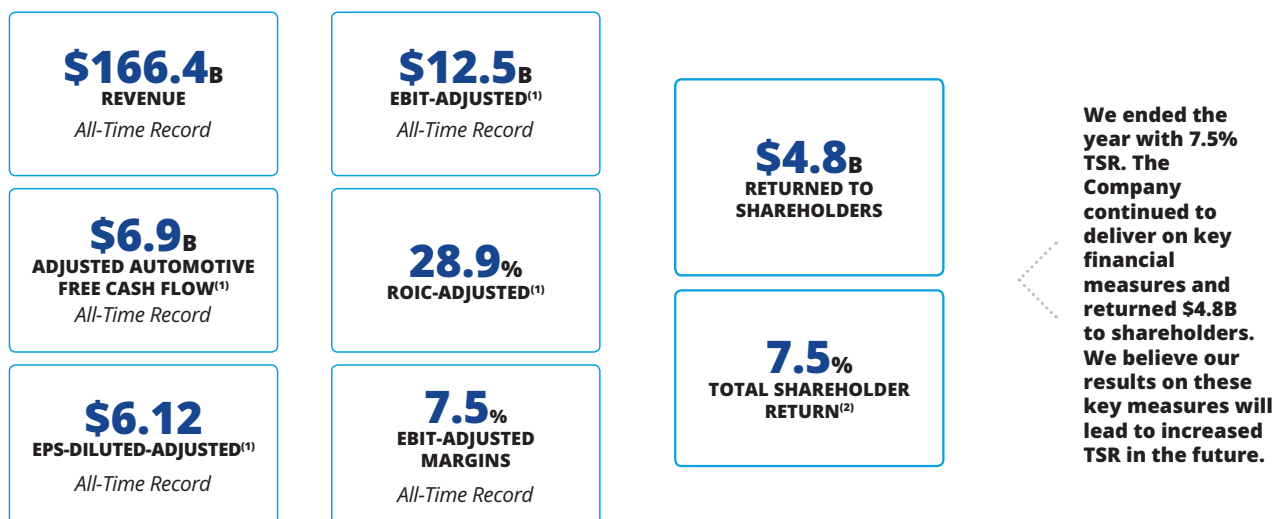 $166.4B
REVENUE
All-Time Record
$12.5B
EBIT-ADJUSTED(1)
All-Time Record
$6.9B
ADJUSTED AUTOMOTIVE
FREE CASH FLOW(1)
All-Time Record
28.9%
ROIC-ADJUSTED(1)
$6.12
EPS-DILUTED-ADJUSTED(1)
All-Time Record
7.5%
EBIT-ADJUSTED
MARGINS
All-Time Record
$4.8B
RETURNED TO
SHAREHOLDERS
7.5%
TOTAL SHAREHOLDER
RETURN(2)
We ended the
year with 7.5%
TSR. The
Company
continued to
deliver on key
financial
measures and
returned $4.8B
to shareholders.
We believe our
results on these
key measures will
lead to increased
TSR in the future.